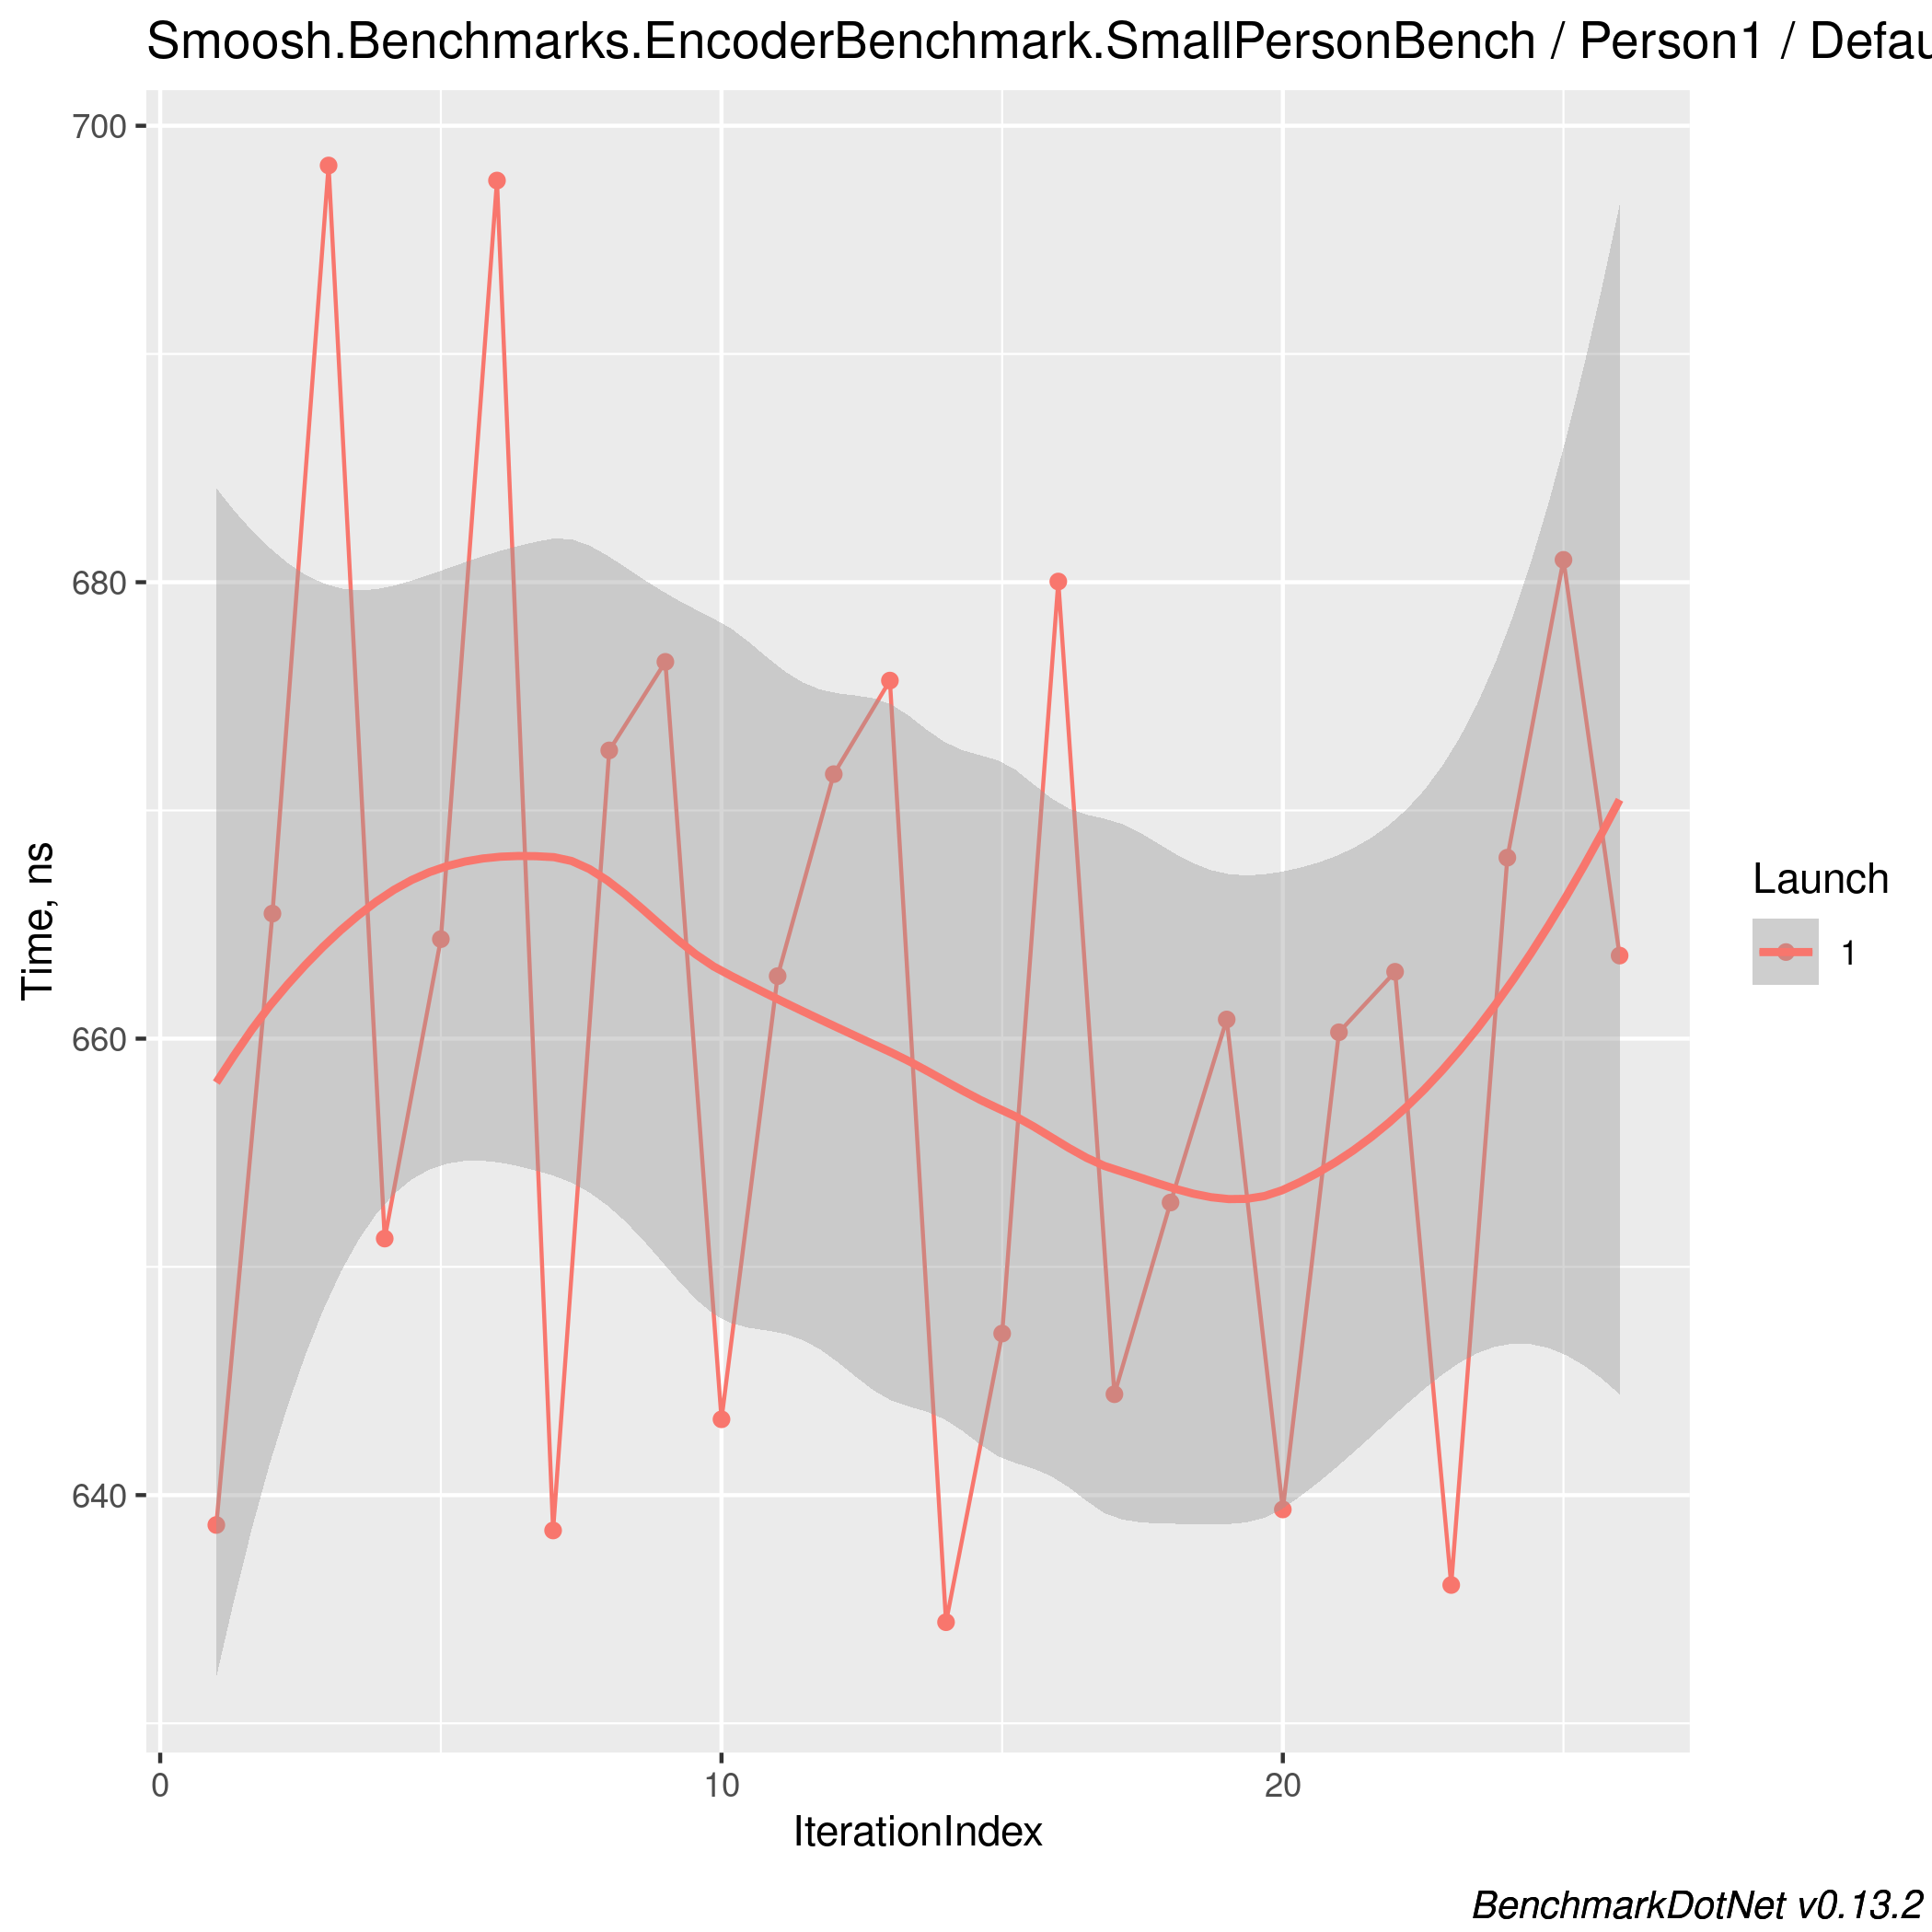 Smoosh.Benchmarks.EncoderBenchmark.SmallPersonBench / Person1 /
700
680
660
640
Time, ns
0
10
20
IterationIndex
Launch
1
BenchmarkDotNet v0.13.2